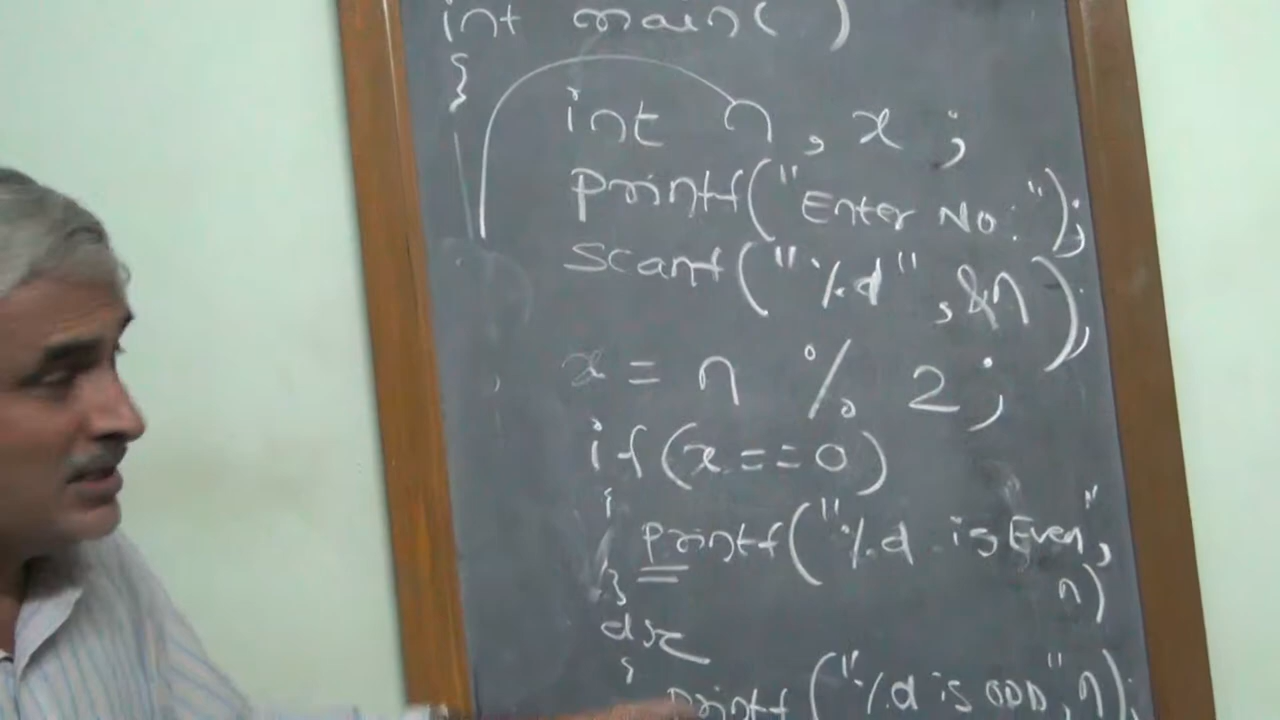 int main( )
{
int n , x ;
printf("Enter No: ");
scanf("%d" , &n );
x = n % 2 ;
if(x==0)
{
printf("%d is Even",
n)
}
else
{
printf("%d is ODD", n);